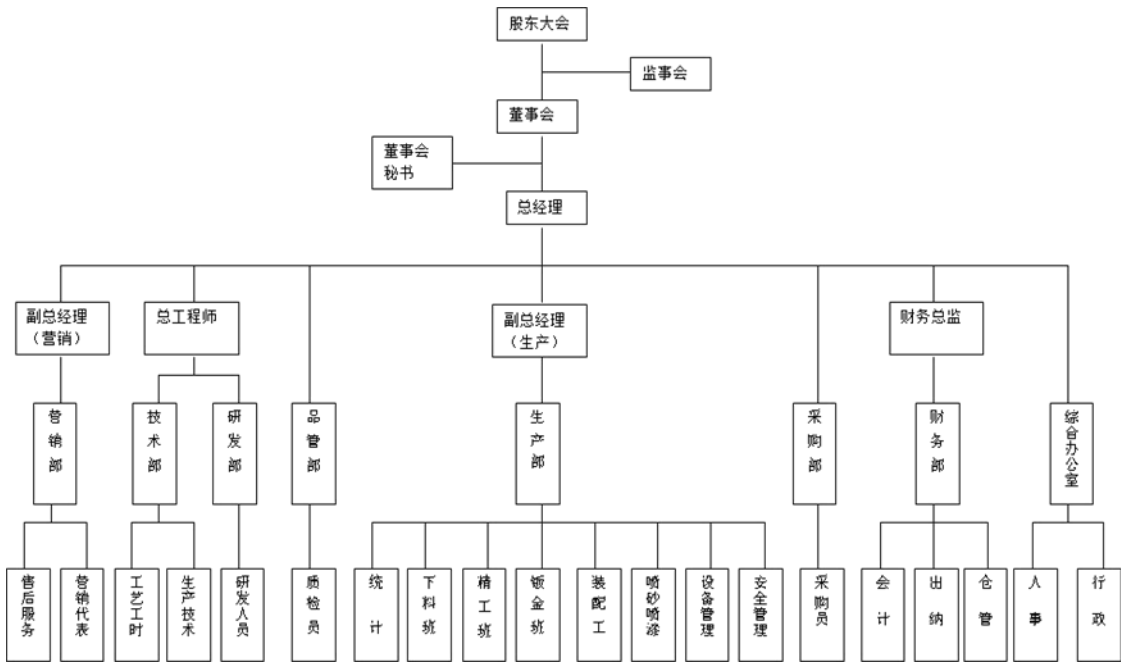 股东大会
监事会
董事会
董事会
秘书
总经理
副总经理
（营销）
总工程师
副总经理
（生产）
财务总监
营销部
技术部
研发部
品管部
生产部
采购部
财务部
综合办公室
售后服务
营销代表
工艺工时
生产技术
研发人员
质检员
统计
下料班
精工班
钣金班
装配工
喷砂喷漆
设备管理
安全管理
采购员
会计
出纳
仓管
人事
行政